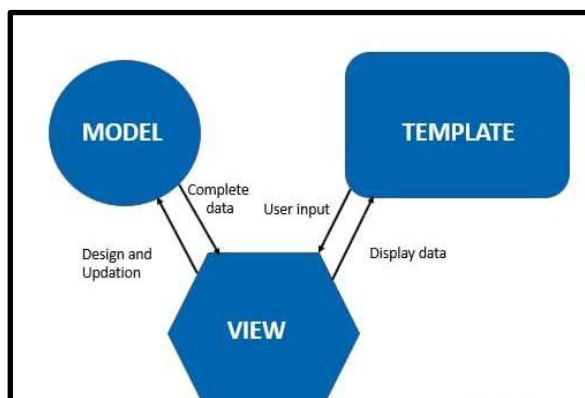 MODEL
TEMPLATE
Complete
data
User input
Design and
Updation
Display data
VIEW